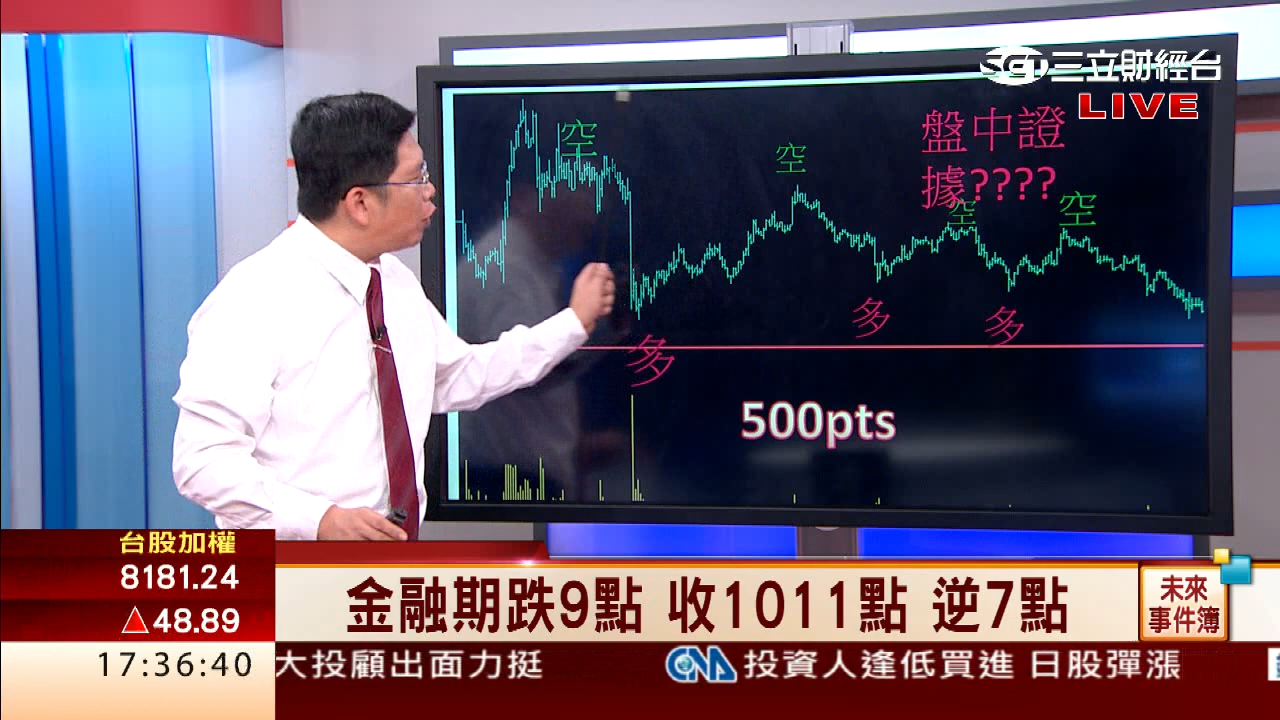 SET三立財經台
LIVE
盤中證
據????
空
空
空
空
多
多
多
500pts
台股加權
8181.24
△48.89
17:36:40
金融期跌9點 收1011點 逆7點
未來
事件簿
大投顧出面力挺
CNA 投資人逢低買進 日股彈漲